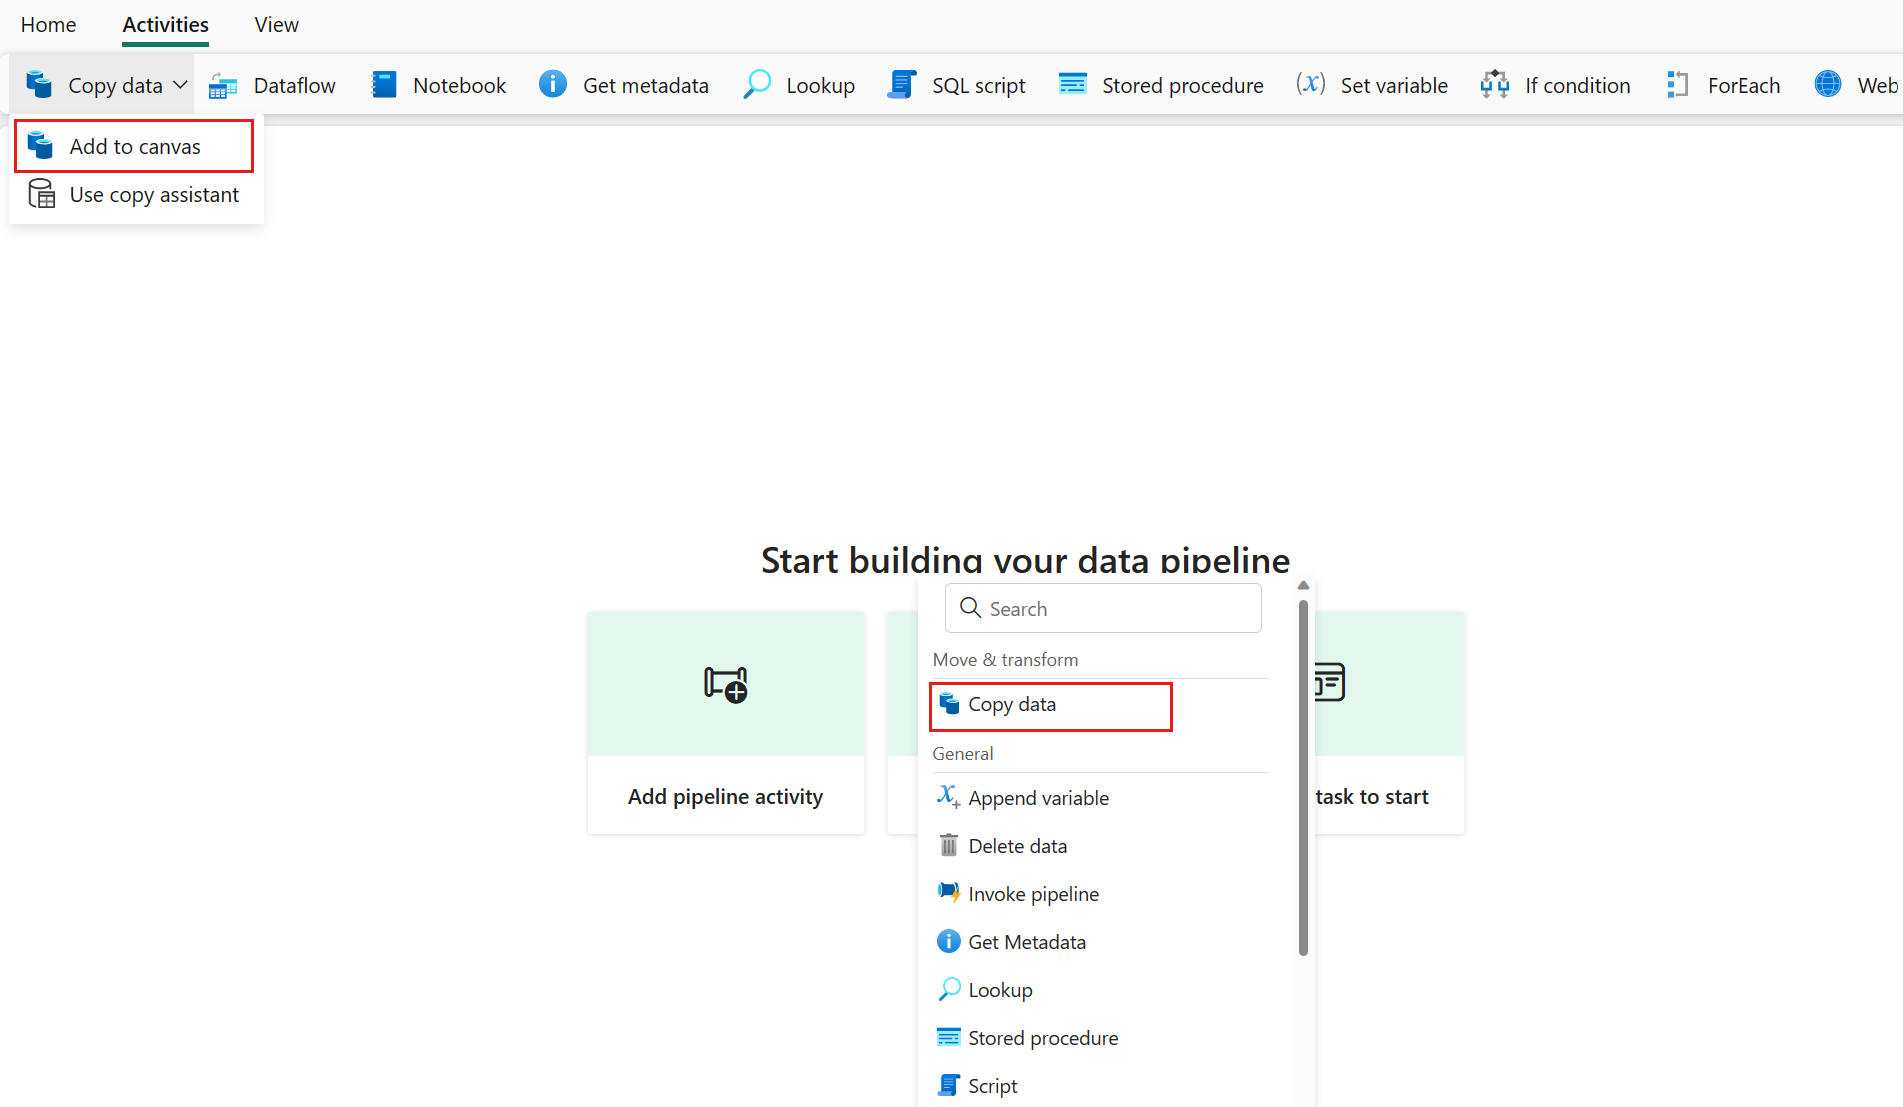 Home Activities View
Copy data Dataflow Notebook Get metadata Lookup SQL script Stored procedure (x) Set variable If condition ForEach Web
Add to canvas
Use copy assistant
Start building your data pipeline
Search
Move & transform
Copy data
General
Add pipeline activity
task to start
Append variable
Delete data
Invoke pipeline
Get Metadata
Lookup
Stored procedure
Script